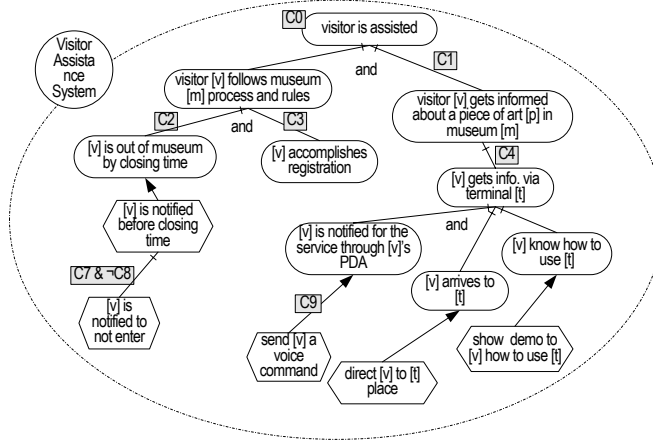 C0
visitor is assisted
Visitor
Assista
nce
System
and
C1
visitor [v] follows museum
[m] process and rules
visitor [v] gets informed
about a piece of art [p] in
museum [m]
C2
and
C3
[v] is out of museum
by closing time
[v] accomplishes
registration
C4
[v] gets info. via
terminal [t]
[v] is notified
before closing
time
[v] is notified for the
service through [v]'s
PDA
and
[v] know how to
use [t]
C7 & ¬C8
[v] arrives to
[t]
[v] is
notified to
not enter
C9
send [v] a
voice
command
direct [v] to [t]
place
show demo to
[v] how to use [t]